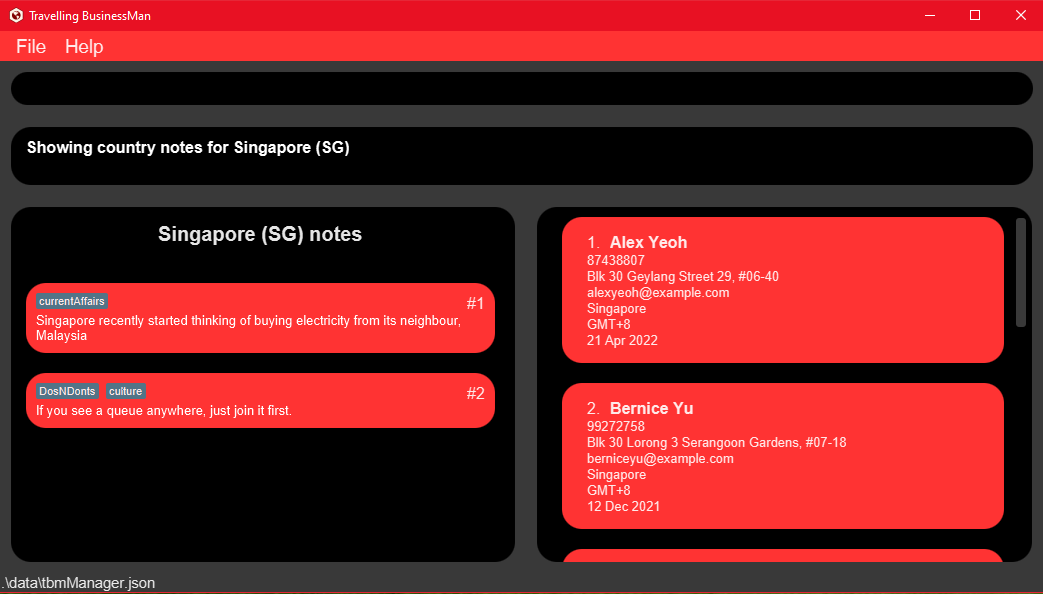 Travelling BusinessMan
File Help
Showing country notes for Singapore (SG)
Singapore (SG) notes
currentAffairs #1
Singapore recently started thinking of buying electricity from its neighbour,
Malaysia
DosNDonts culture #2
If you see a queue anywhere, just join it first.
1. Alex Yeoh
87438807
Blk 30 Geylang Street 29, #06-40
alexyeoh@example.com
Singapore
GMT+8
21 Apr 2022
2. Bernice Yu
99272758
Blk 30 Lorong 3 Serangoon Gardens, #07-18
berniceyu@example.com
Singapore
GMT+8
12 Dec 2021
.\data\tbmManager.json